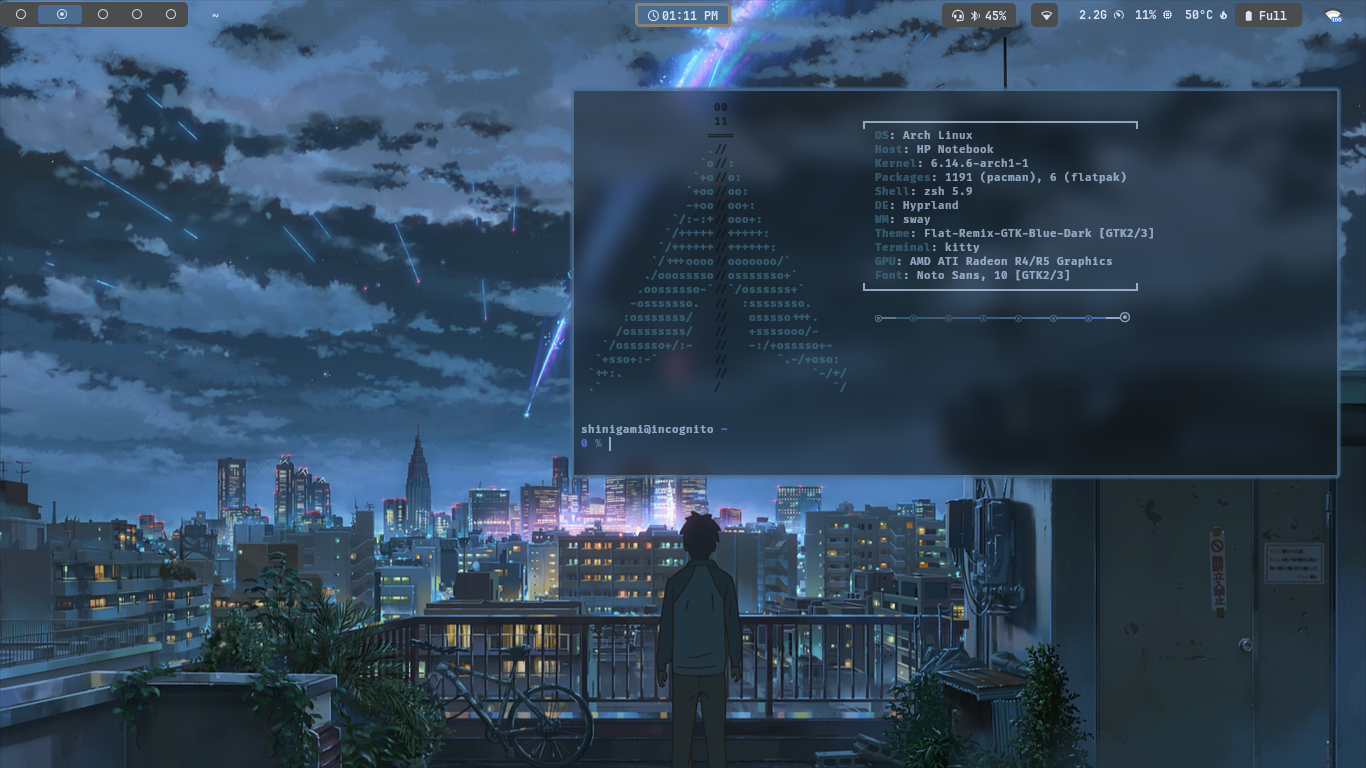 ~
01:11 PM
45%
2.2G
11%
50°C
Full
100
00
11
OS: Arch Linux
Host: HP Notebook
Kernel: 6.14.6-arch1-1
Packages: 1191 (pacman), 6 (flatpak)
Shell: zsh 5.9
DE: Hyprland
WM: sway
Theme: Flat-Remix-GTK-Blue-Dark [GTK2/3]
Terminal: kitty
GPU: AMD ATI Radeon R4/R5 Graphics
Font: Noto Sans, 10 [GTK2/3]
shinigami@incognito ~
0 %